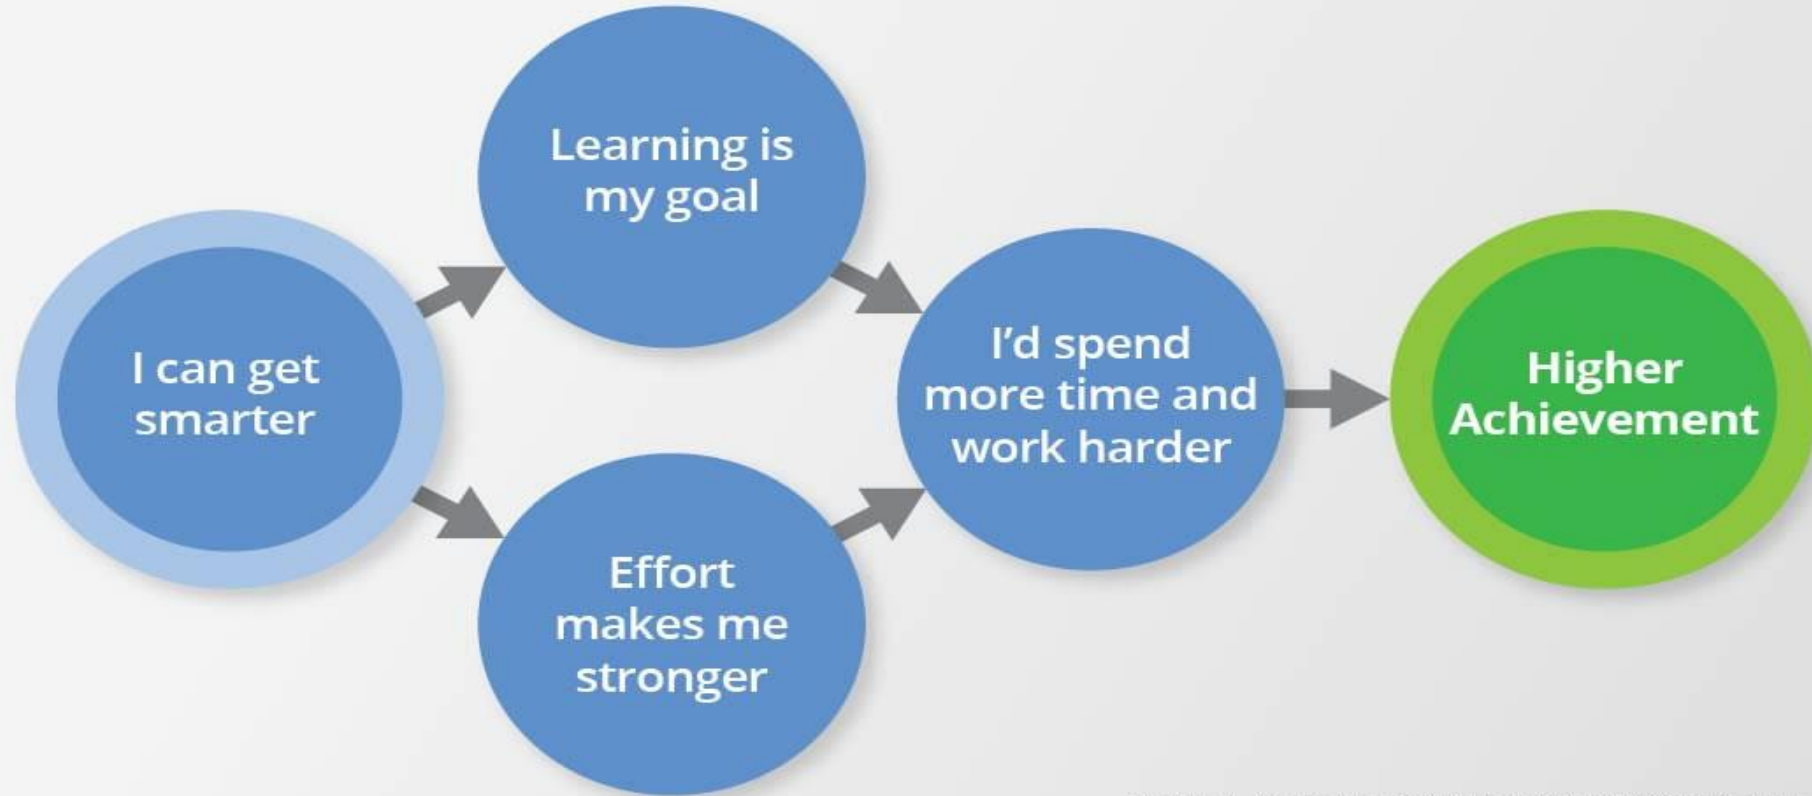 Learning is
my goal
I can get
smarter
I'd spend
more time and
work harder
Higher
Achievement
Effort
makes me
stronger